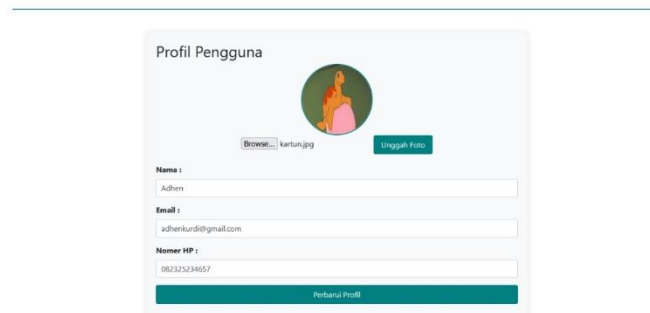 Profil Pengguna
Browse... kartun.jpg Unggah Foto
Nama :
Adhen
Email :
adhenkurdi@gmail.com
Nomer HP :
082325234657
Perbarui Profil